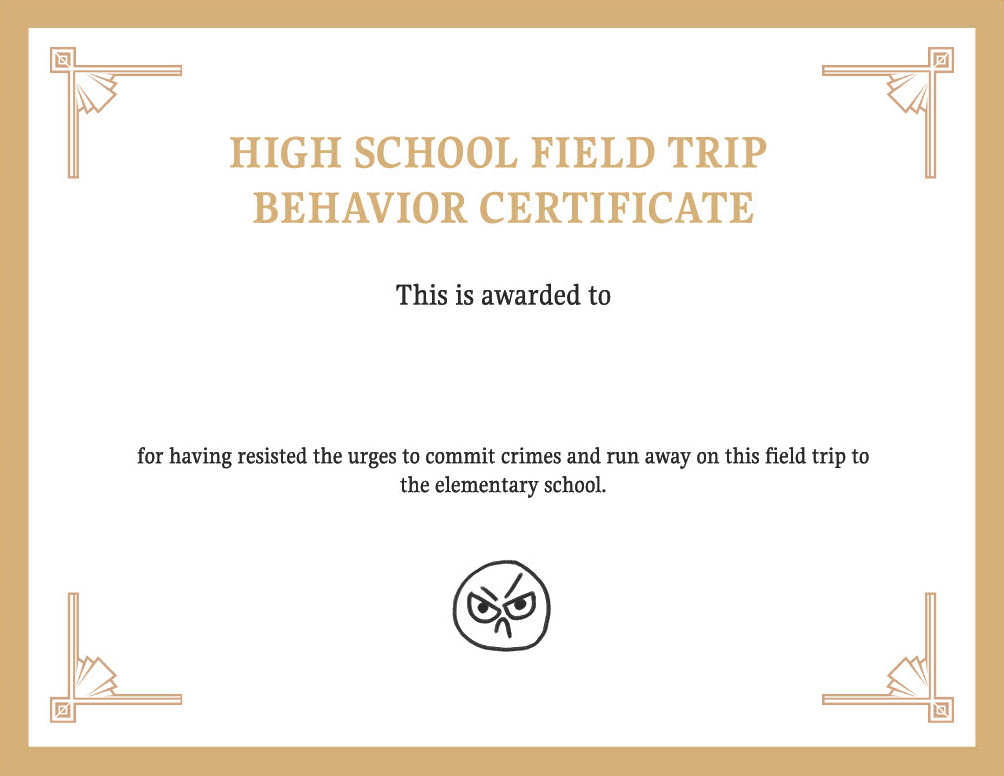 HIGH SCHOOL FIELD TRIP
BEHAVIOR CERTIFICATE
This is awarded to
for having resisted the urges to commit crimes and run away on this field trip to
the elementary school.